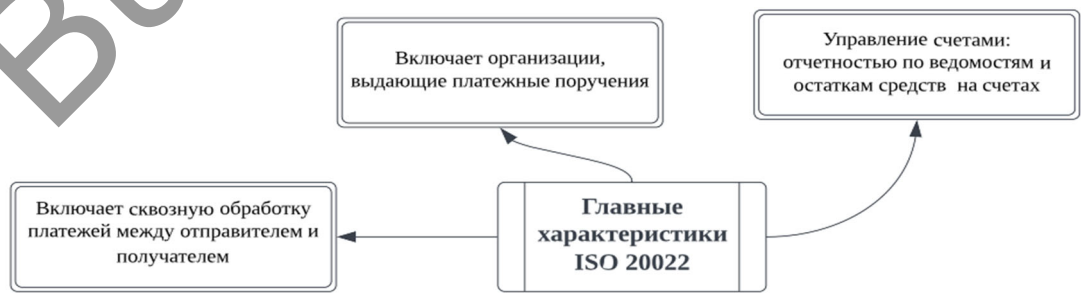 Включает организации,
выдающие платежные поручения
Управление счетами:
отчетностью по ведомостям и
остаткам средств на счетах
Включает сквозную обработку
платежей между отправителем и
получателем
Главные
характеристики
ISO 20022